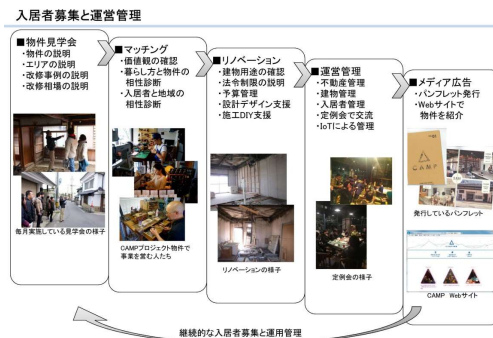 入居者募集と運営管理
■物件見学会
・物件の説明
・エリアの説明
・改修事例の説明
・改修相場の説明
毎月実施している見学会の様子
■マッチング
・価値観の確認
・暮らし方と物件の
相性診断
・入居者と地域の
相性診断
CAMPプロジェクト物件で
事業を営む人たち
■リノベーション
・建物用途の確認
・法令制限の説明
・予算管理
・設計デザイン支援
・施工DIY支援
リノベーションの様子
■運営管理
・不動産管理
・建物管理
・入居者管理
・定例会で交流
・IoTによる管理
定例会の様子
■メディア広告
・パンフレット発行
・Webサイトで
物件を紹介
CAMP
発行しているパンフレット
CAMP Webサイト
継続的な入居者募集と運用管理